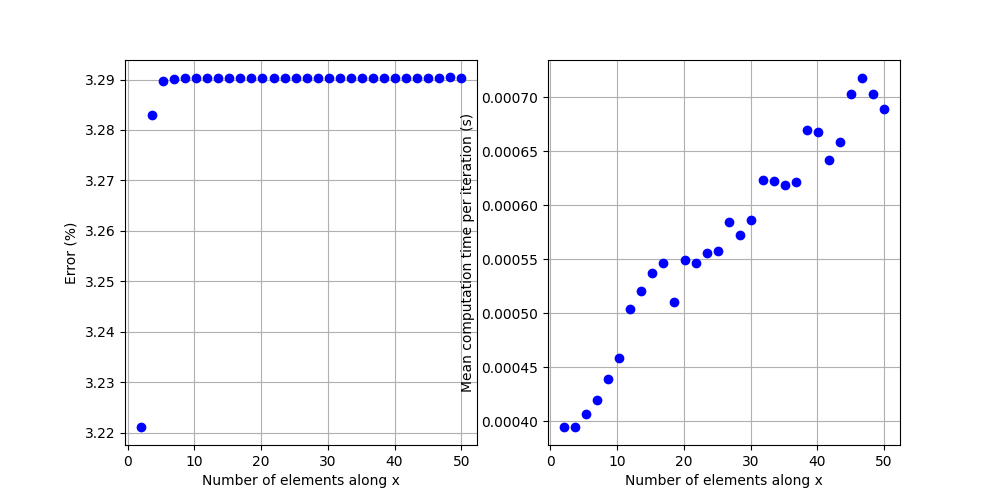 3.29
3.28
3.27
3.26
3.25
3.24
3.23
3.22
Error (%)
0 10 20 30 40 50
Number of elements along x
0.00070
0.00065
0.00060
0.00055
0.00050
0.00045
0.00040
Mean computation time per iteration (s)
0 10 20 30 40 50
Number of elements along x